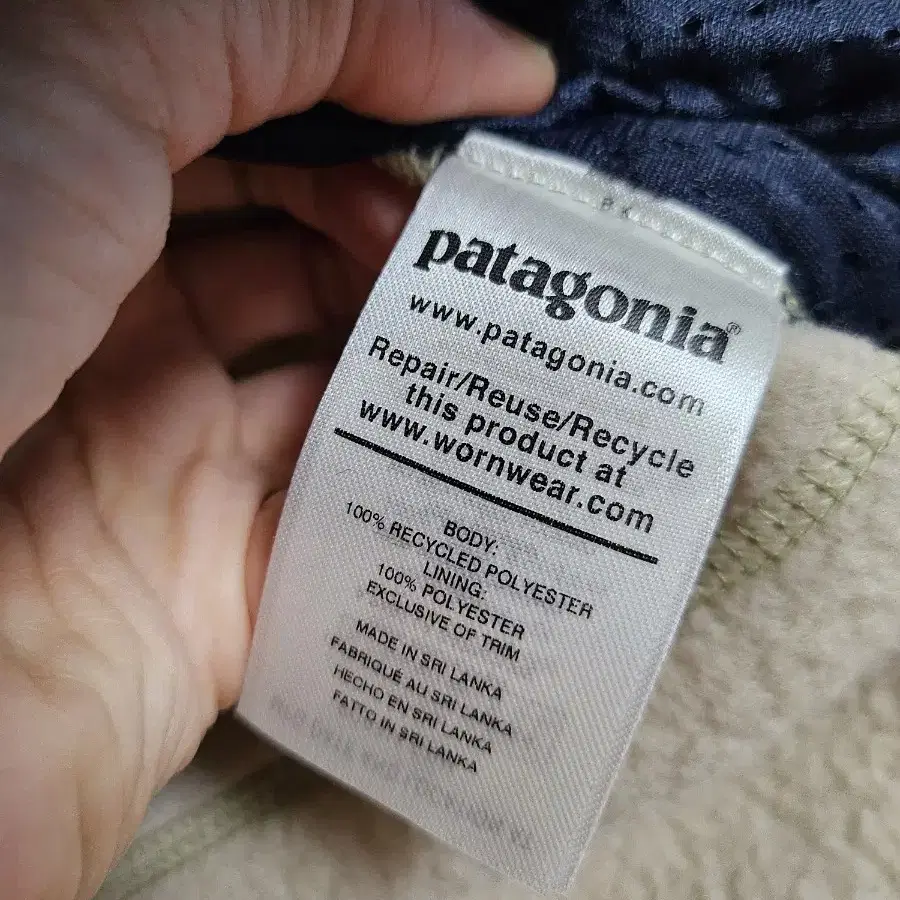 patagonia®
www.patagonia.com
Repair/Reuse/Recycle
this product at
www.wornwear.com
BODY:
100% RECYCLED POLYESTER
LINING:
100% POLYESTER
EXCLUSIVE OF TRIM
MADE IN SRI LANKA
FABRIQUÉ AU SRI LANKA
HECHO EN SRI LANKA
FATTO IN SRI LANKA